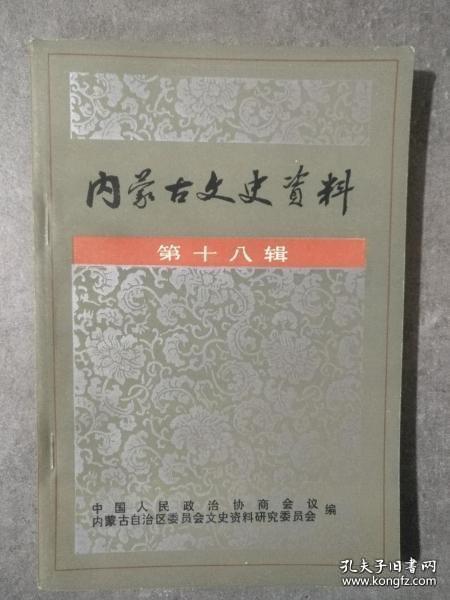 内蒙古文史资料
第十八辑
中国人民政治协商会议
内蒙古自治区委员会文史资料研究委员会 编
孔夫子旧书网
www.kongfz.com